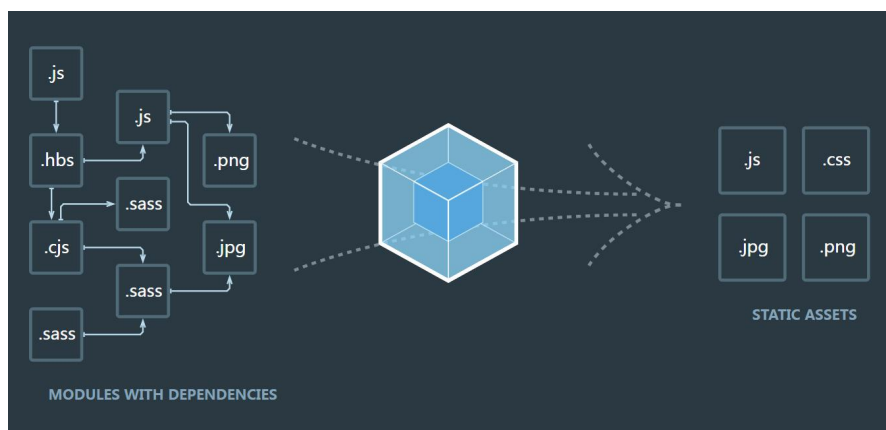 .js
.js
.hbs
.png
.sass
.cjs
.jpg
.sass
.sass
MODULES WITH DEPENDENCIES
.js
.css
.jpg
.png
STATIC ASSETS